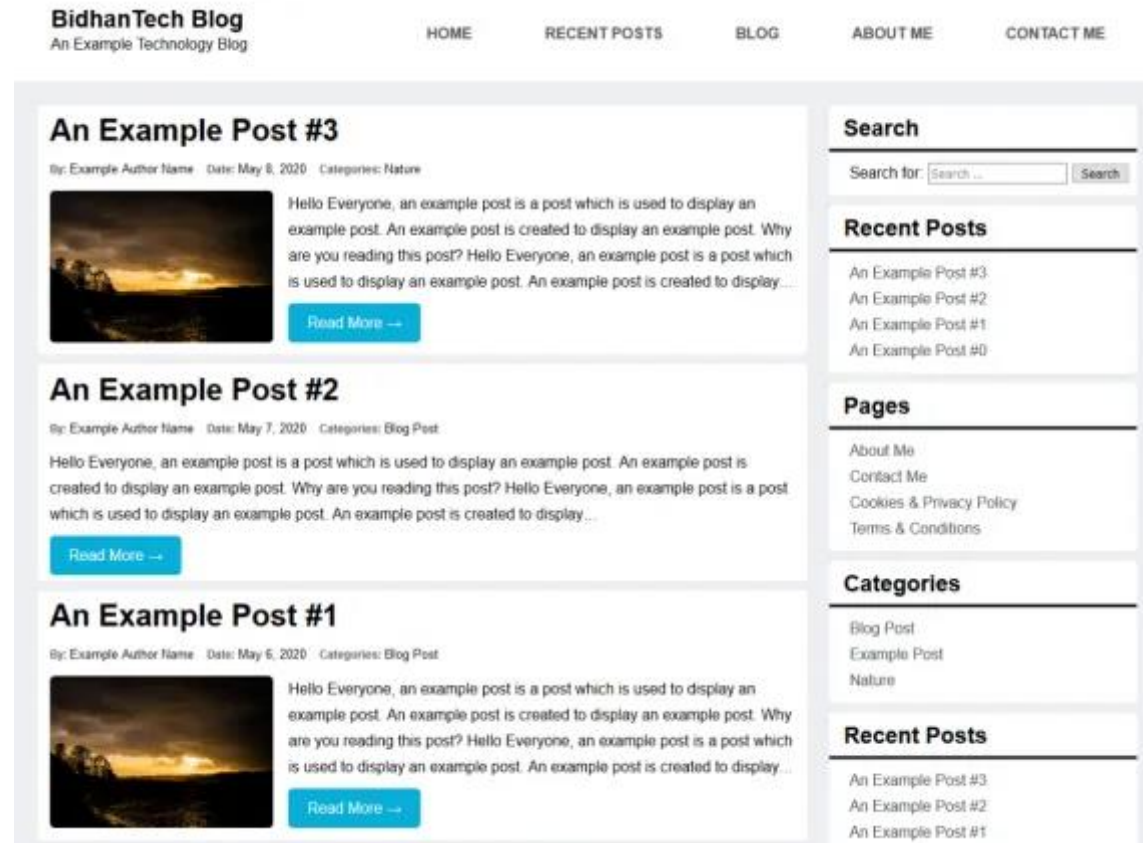 BidhanTech Blog
An Example Technology Blog
HOME RECENT POSTS BLOG ABOUT ME CONTACT ME
An Example Post #3
By: Example Author Name Date: May 8, 2020 Categories: Nature
Hello Everyone, an example post is a post which is used to display an
example post. An example post is created to display an example post. Why
are you reading this post? Hello Everyone, an example post is a post which
is used to display an example post. An example post is created to display…
Read More →
An Example Post #2
By: Example Author Name Date: May 7, 2020 Categories: Blog Post
Hello Everyone, an example post is a post which is used to display an example post. An example post is
created to display an example post. Why are you reading this post? Hello Everyone, an example post is a post
which is used to display an example post. An example post is created to display…
Read More →
An Example Post #1
By: Example Author Name Date: May 6, 2020 Categories: Blog Post
Hello Everyone, an example post is a post which is used to display an
example post. An example post is created to display an example post. Why
are you reading this post? Hello Everyone, an example post is a post which
is used to display an example post. An example post is created to display…
Read More →
Search
Search for: Search ... Search
Recent Posts
An Example Post #3
An Example Post #2
An Example Post #1
An Example Post #0
Pages
About Me
Contact Me
Cookies & Privacy Policy
Terms & Conditions
Categories
Blog Post
Example Post
Nature
Recent Posts
An Example Post #3
An Example Post #2
An Example Post #1